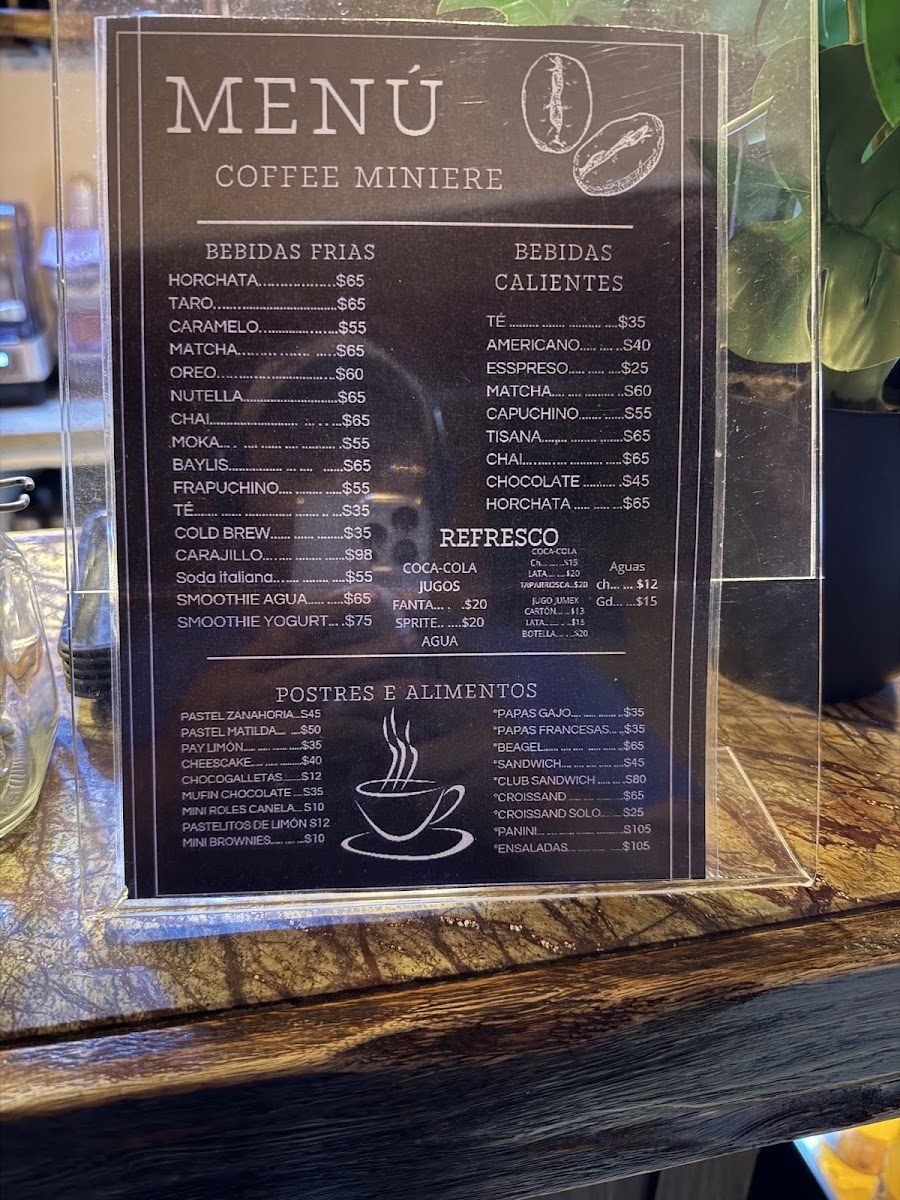 MENÚ
COFFEE MINIERE
BEBIDAS FRIAS
HORCHATA.................$65
TARO...........................$65
CARAMELO.................$55
MATCHA......................$65
OREO...........................$60
NUTELLA.....................$65
CHAI............................$65
MOKA..........................$55
BAYLIS.........................$65
FRAPUCHINO..............$55
TÉ................................$35
COLD BREW................$35
CARAJILLO..................$98
Soda italiana................$55
SMOOTHIE AGUA........$65
SMOOTHIE YOGURT....$75
BEBIDAS
CALIENTES
TÉ ..........................$35
AMERICANO..........$40
ESSPRESO............$25
MATCHA................$60
CAPUCHINO..........$55
TISANA..................$65
CHAI......................$65
CHOCOLATE .........$45
HORCHATA ...........$65
REFRESCO
COCA-COLA
JUGOS
FANTA... . .$20
SPRITE.. .....$20
AGUA
COCA-COLA
Ch... ......$15
LATA........$20
TAPARROSCA..$20
JUGO JUMEX
CARTÓN... ...$13
LATA..........$15
BOTELLA.......$20
Aguas
ch... ... $12
Gd... ...$15
POSTRES E ALIMENTOS
PASTEL ZANAHORIA..$45
PASTEL MATILDA... ....$50
PAY LIMÓN.................$35
CHEESCAKE...............$40
CHOCOGALLETAS......$12
MUFIN CHOCOLATE ...$35
MINI ROLES CANELA... $10
PASTELITOS DE LIMÓN $12
MINI BROWNIES..........$10
°PAPAS GAJO..............$35
°PAPAS FRANCESAS.....$35
°BEAGEL.....................$65
°SANDWICH................$45
°CLUB SANDWICH .......$80
°CROISSAND ..............$65
°CROISSAND SOLO......$25
°PANINI......................$105
°ENSALADAS..............$105